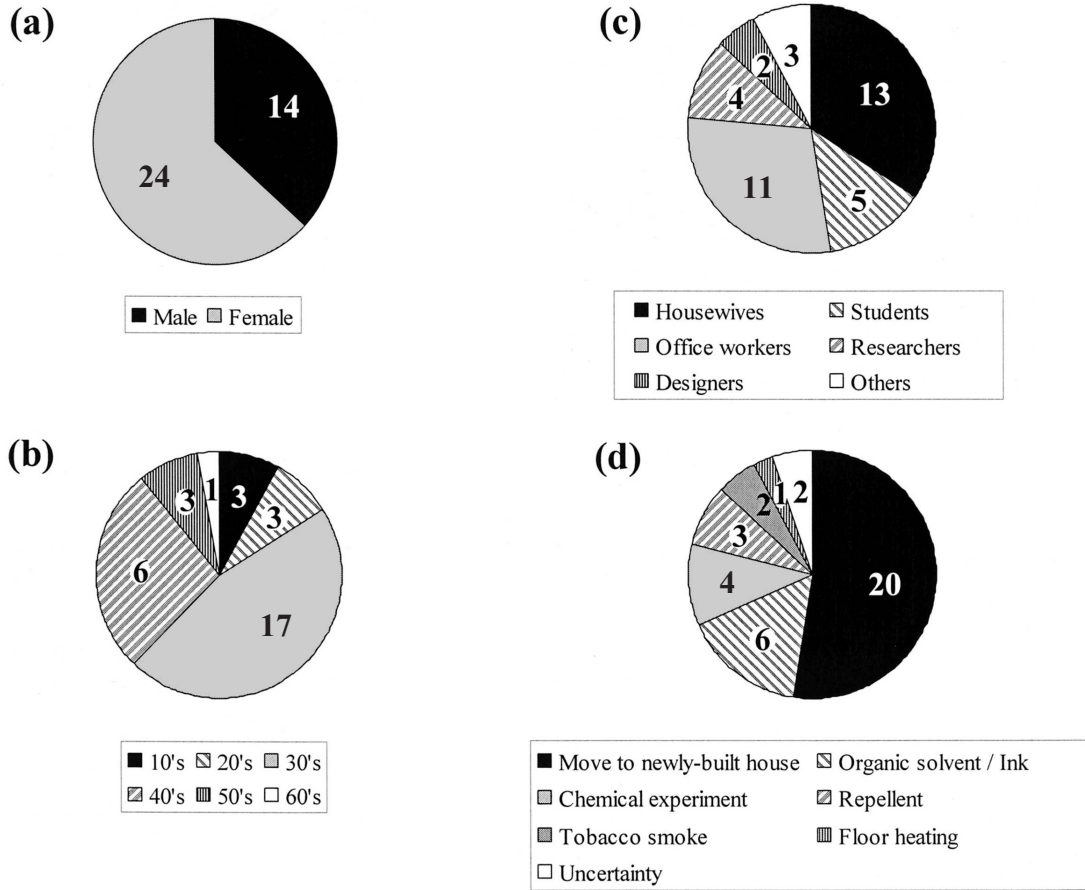 (a)
14
24
Male Female
(c)
3
2
13
4
11
5
Housewives Students
Office workers Researchers
Designers Others
(b)
1
3
3
3
6
17
10's 20's 30's
40's 50's 60's
(d)
1
2
2
3
20
4
6
Move to newly-built house Organic solvent / Ink
Chemical experiment Repellent
Tobacco smoke Floor heating
Uncertainty